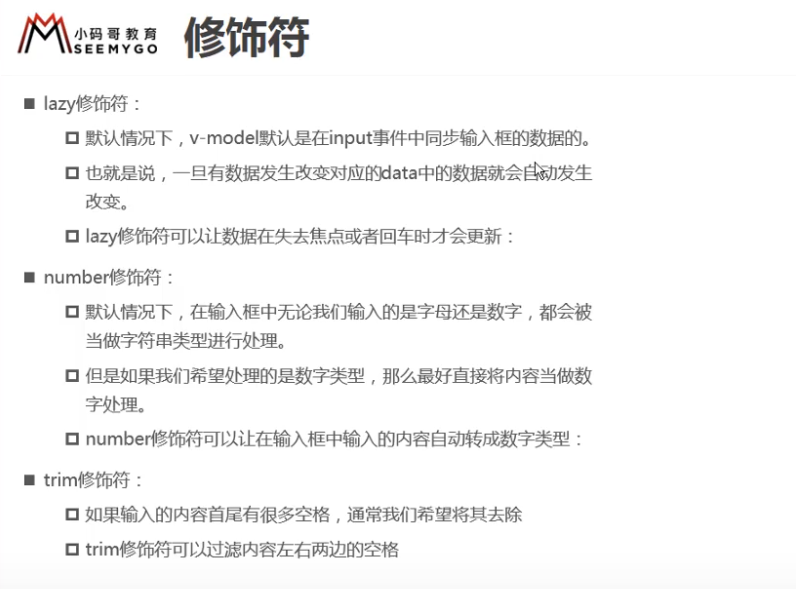 小码哥教育
SEEMYGO
修饰符
lazy修饰符：
默认情况下，v-model默认是在input事件中同步输入框的数据的。
也就是说，一旦有数据发生改变对应的data中的数据就会自动发生
改变。
lazy修饰符可以让数据在失去焦点或者回车时才会更新：
number修饰符：
默认情况下，在输入框中无论我们输入的是字母还是数字，都会被
当做字符串类型进行处理。
但是如果我们希望处理的是数字类型，那么最好直接将内容当做数
字处理。
number修饰符可以让在输入框中输入的内容自动转成数字类型：
trim修饰符：
如果输入的内容首尾有很多空格，通常我们希望将其去除
trim修饰符可以过滤内容左右两边的空格